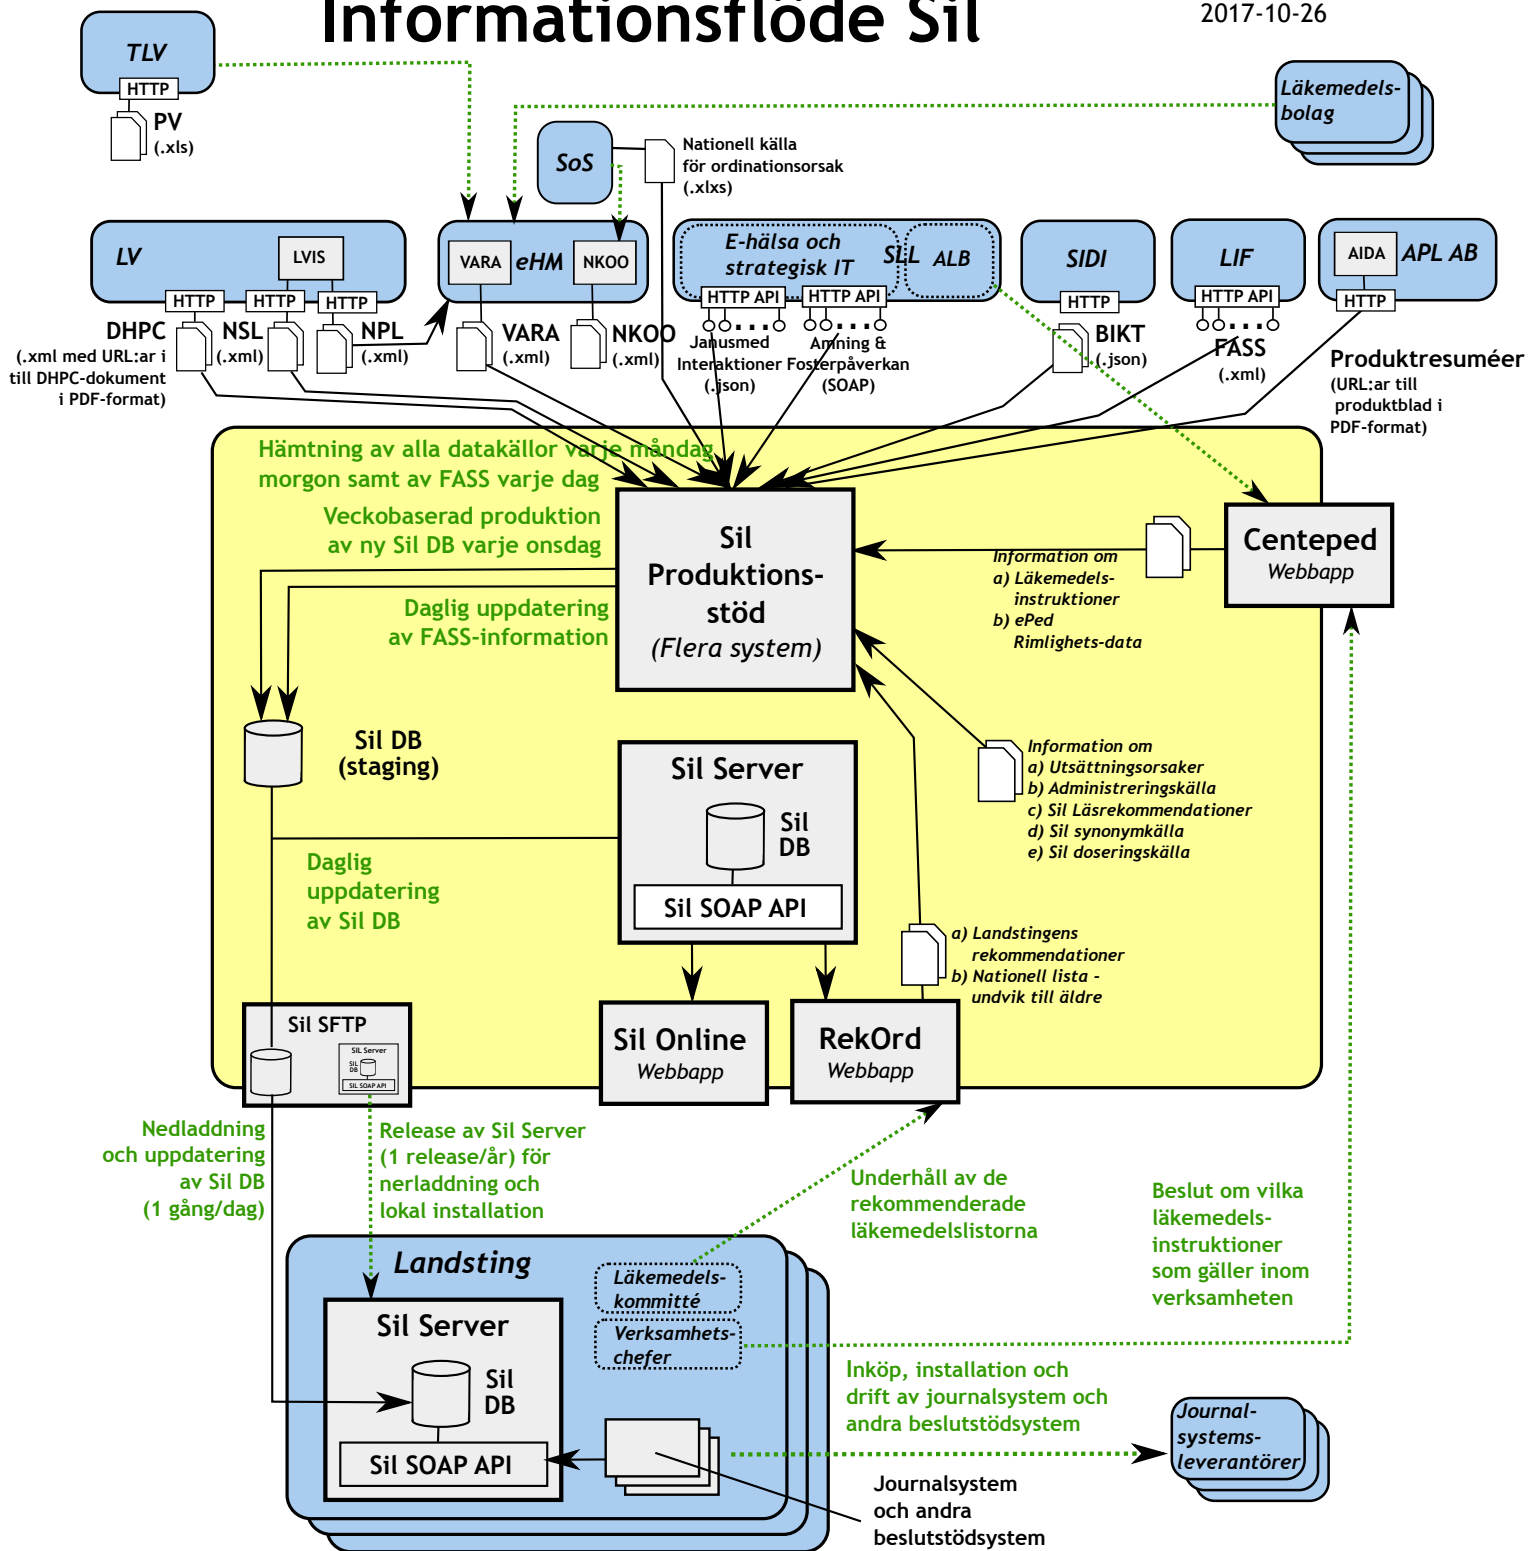 Informationsflöde Sil
2017-10-26
TLV
HTTP
PV
(.xls)
Läkemedels-
bolag
SoS
Nationell källa
för ordinationsorsak
(.xlxs)
LV
LVIS
HTTP
HTTP
HTTP
DHPC
(.xml med URL:ar i
till DHPC-dokument
i PDF-format)
NSL
(.xml)
NPL
(.xml)
VARA
eHM
NKOO
VARA
(.xml)
NKOO
(.xml)
E-hälsa och
strategisk IT
SLL
ALB
HTTP API
HTTP API
Janusmed
Interaktioner
(.json)
Amning &
Fosterpåverkan
(SOAP)
SIDI
HTTP
BIKT
(.json)
LIF
HTTP API
FASS
(.xml)
AIDA
APL AB
HTTP
Produktresuméer
(URL:ar till
produktblad i
PDF-format)
Hämtning av alla datakällor varje måndag
morgon samt av FASS varje dag
Veckobaserad produktion
av ny Sil DB varje onsdag
Daglig uppdatering
av FASS-information
Sil
Produktions-
stöd
(Flera system)
Information om
a) Läkemedels-
instruktioner
b) ePed
Rimlighets-data
Centeped
Webbapp
Sil DB
(staging)
Sil Server
Sil
DB
Sil SOAP API
Information om
a) Utsättningsorsaker
b) Administreringskälla
c) Sil Läsrekommendationer
d) Sil synonymkälla
e) Sil doseringskälla
Daglig
uppdatering
av Sil DB
a) Landstingens
rekommendationer
b) Nationell lista -
undvik till äldre
Sil SFTP
SIL Server
SIL
DB
SIL SOAP API
Sil Online
Webbapp
RekOrd
Webbapp
Nedladdning
och uppdatering
av Sil DB
(1 gång/dag)
Release av Sil Server
(1 release/år) för
nerladdning och
lokal installation
Underhåll av de
rekommenderade
läkemedelslistorna
Beslut om vilka
läkemedels-
instruktioner
som gäller inom
verksamheten
Landsting
Läkemedels-
kommitté
Verksamhets-
chefer
Sil Server
Sil
DB
Sil SOAP API
Inköp, installation och
drift av journalsystem och
andra beslutstödsystem
Journal-
systems-
leverantörer
Journalsystem
och andra
beslutstödsystem